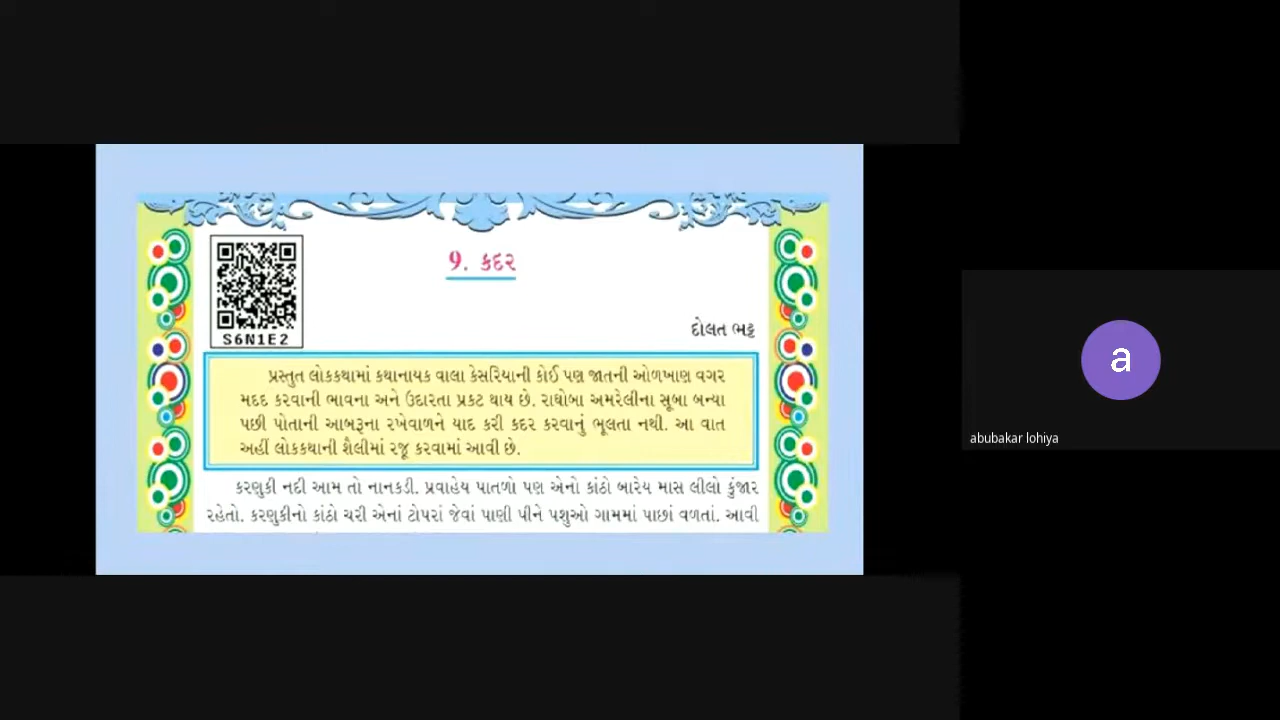 S6N1E2
9. કદર
દોલત ભટ્ટ
પ્રસ્તુત લોકકથામાં કથાનાયક વાલા કેસરિયાની કોઈ પણ જાતની ઓળખાણ વગર
મદદ કરવાની ભાવના અને ઉદારતા પ્રકટ થાય છે. રાઘોબા અમરેલીના સૂબા બન્યા
પછી પોતાની આબરૂના રખેવાળને યાદ કરી કદર કરવાનું ભૂલતા નથી. આ વાત
અહીં લોકકથાની શૈલીમાં રજૂ કરવામાં આવી છે.
કરણુકી નદી આમ તો નાનકડી. પ્રવાહેય પાતળો પણ એનો કાંઠો બારેય માસ લીલો કુંજાર
રહેતો. કરણુકીનો કાંઠો ચરી એનાં ટોપરાં જેવાં પાણી પીને પશુઓ ગામમાં પાછાં વળતાં. આવી
a
abubakar lohiya